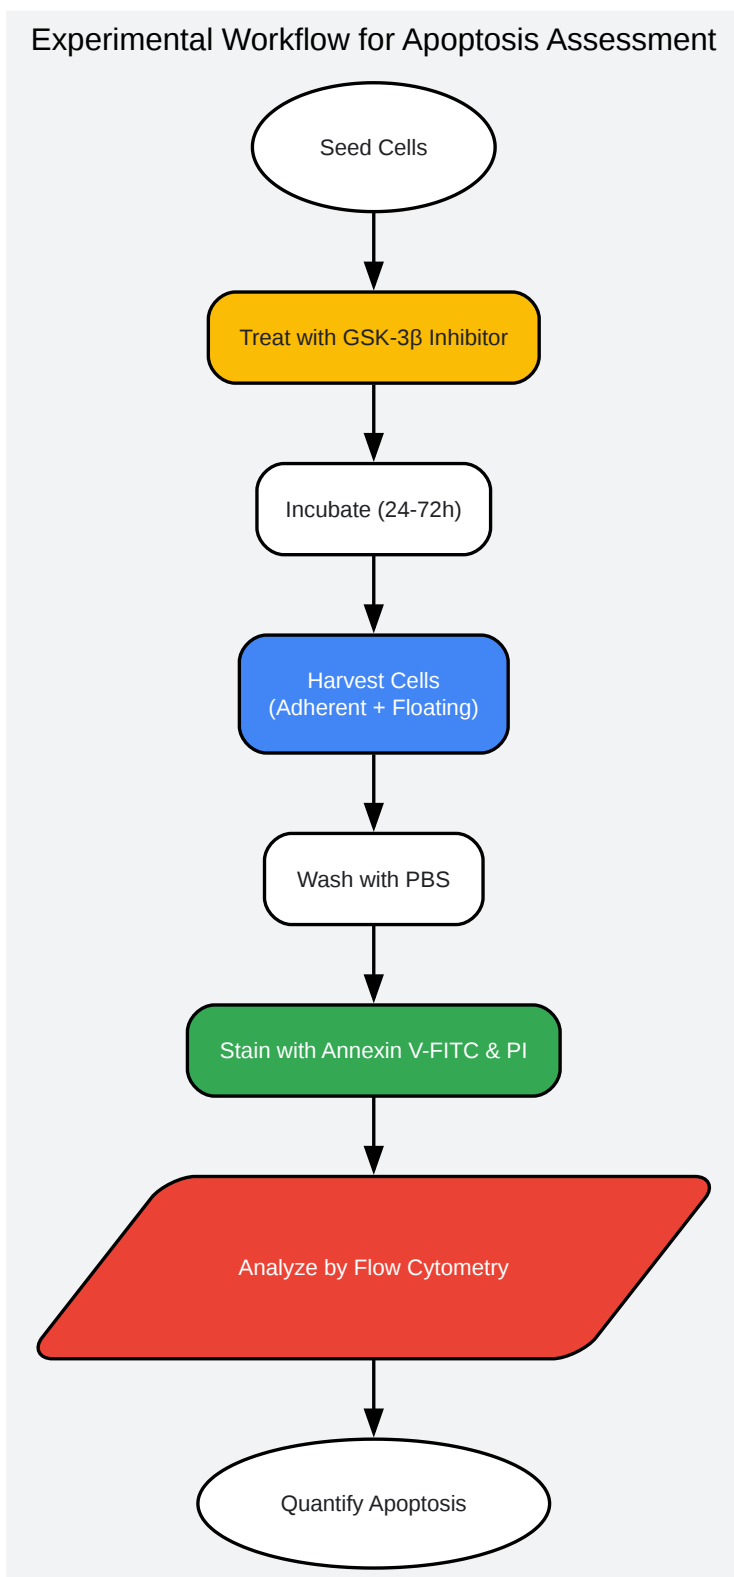 Experimental Workflow for Apoptosis Assessment
Seed Cells
Treat with GSK-3β Inhibitor
Incubate (24-72h)
Harvest Cells
(Adherent + Floating)
Wash with PBS
Stain with Annexin V-FITC & PI
Analyze by Flow Cytometry
Quantify Apoptosis